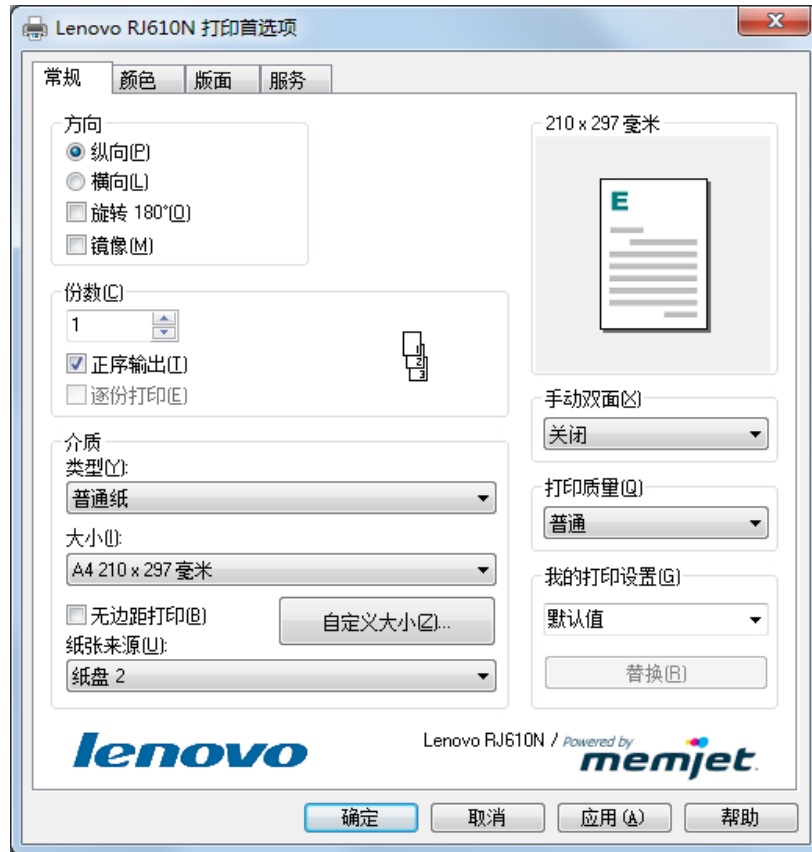 Lenovo RJ610N 打印首选项
常规 颜色 版面 服务
方向
纵向(P)
横向(L)
旋转 180°(O)
镜像(M)
份数(C)
1
正序输出(T)
逐份打印(E)
1
2
3
介质
类型(Y):
普通纸
大小(I):
A4 210 x 297 毫米
无边距打印(B)
自定义大小(Z)...
纸张来源(U):
纸盘 2
210 x 297 毫米
E
手动双面(X)
关闭
打印质量(Q)
普通
我的打印设置(G)
默认值
替换(R)
lenovo
Lenovo RJ610N / Powered by
memjet
确定 取消 应用(A) 帮助